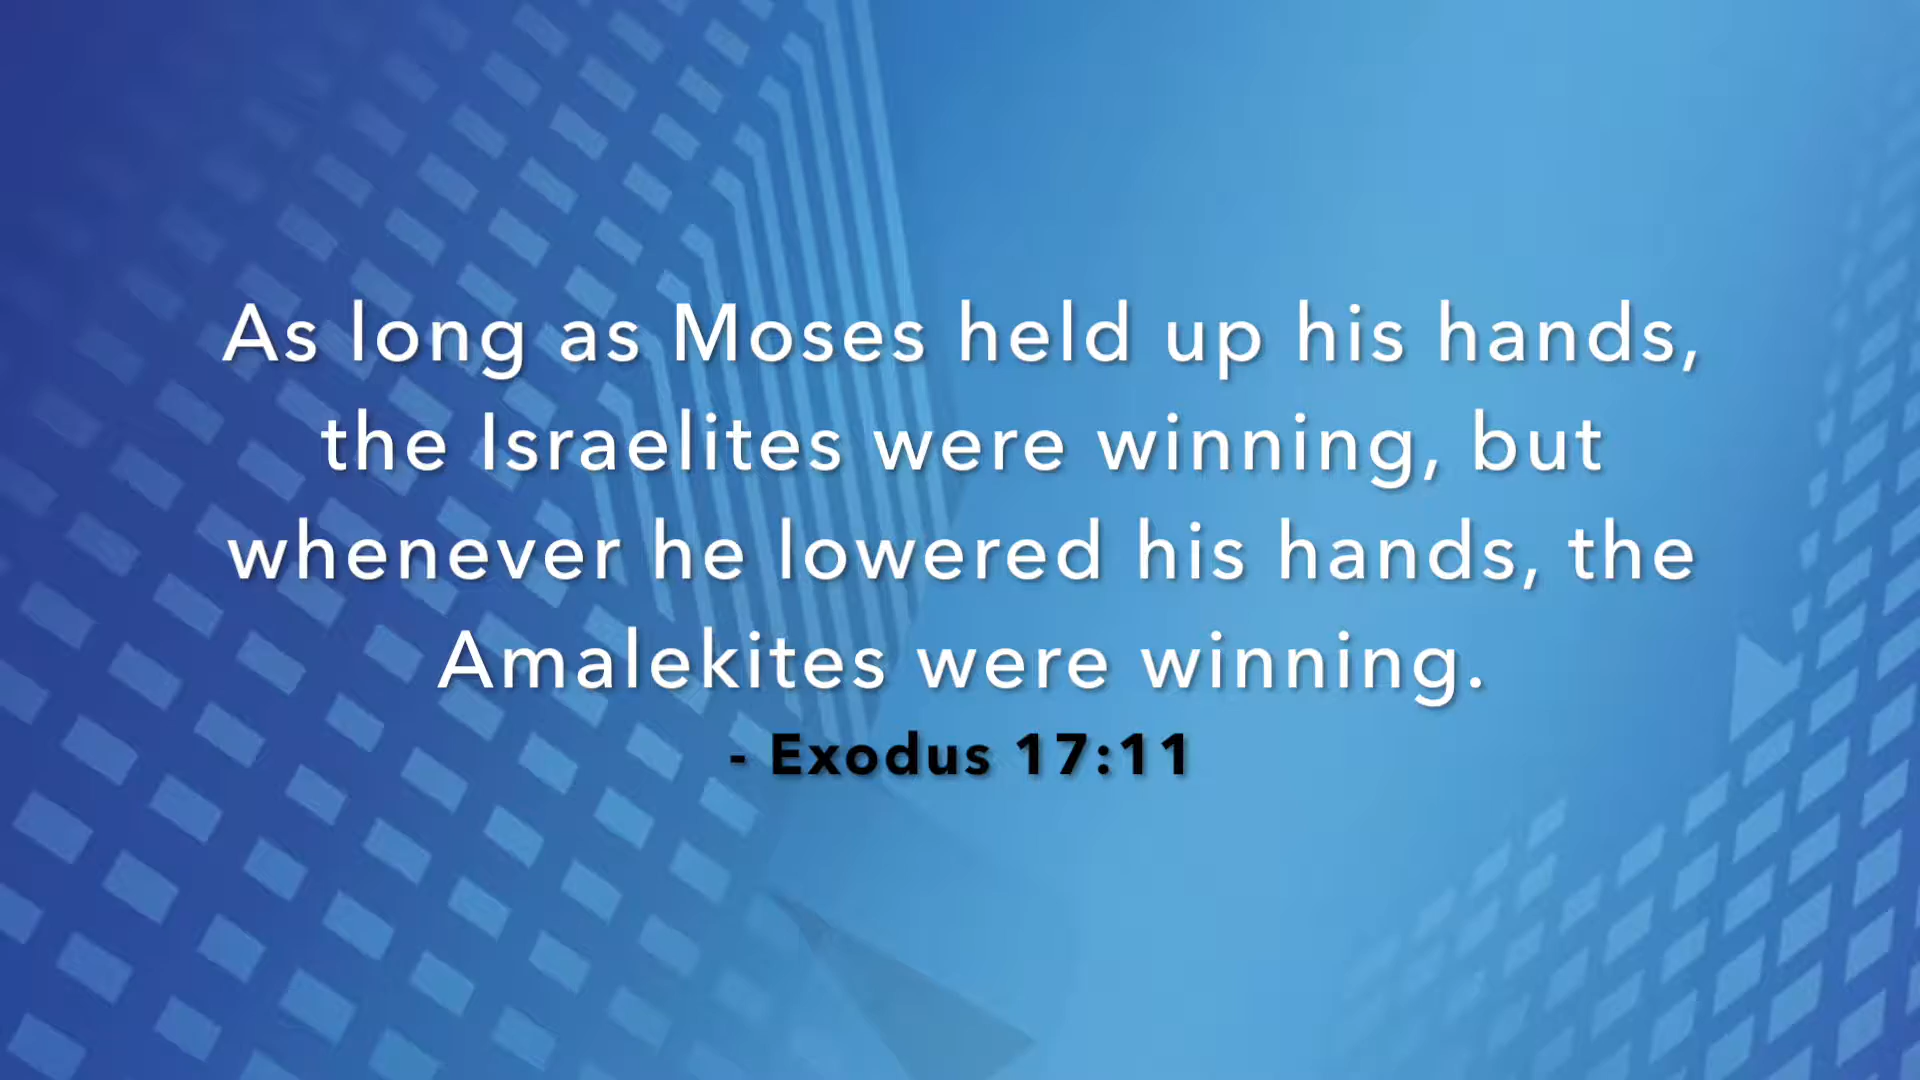 As long as Moses held up his hands,
the Israelites were winning, but
whenever he lowered his hands, the
Amalekites were winning.
- Exodus 17:11